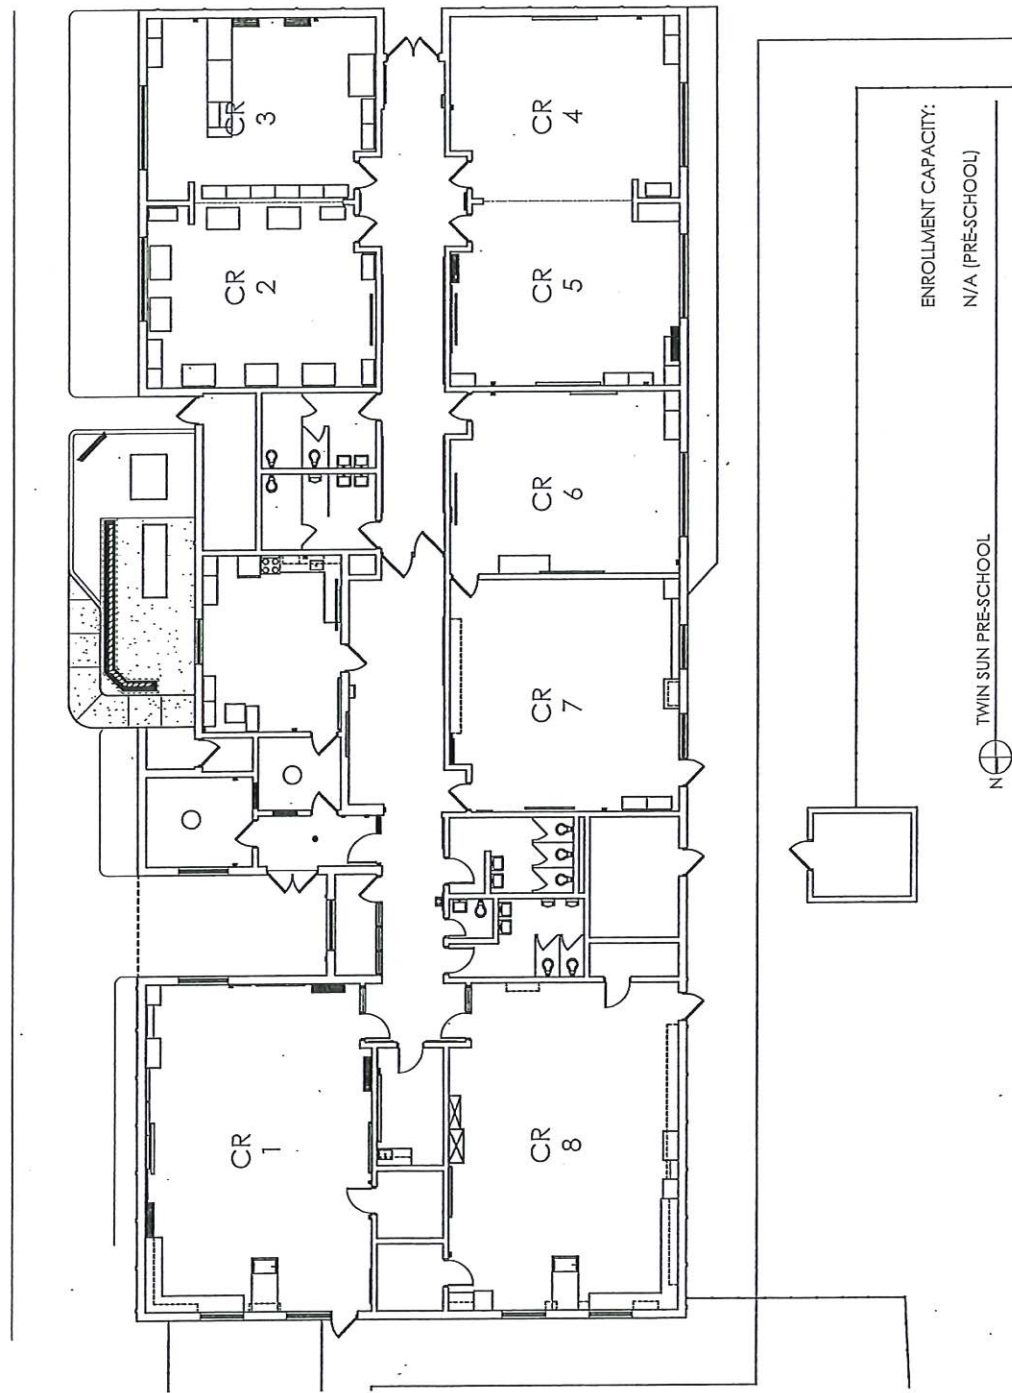 CR
1
CR
2
CR
3
CR
4
CR
5
CR
6
CR
7
CR
8
N
TWIN SUN PRE-SCHOOL
ENROLLMENT CAPACITY:
N/A (PRE-SCHOOL)